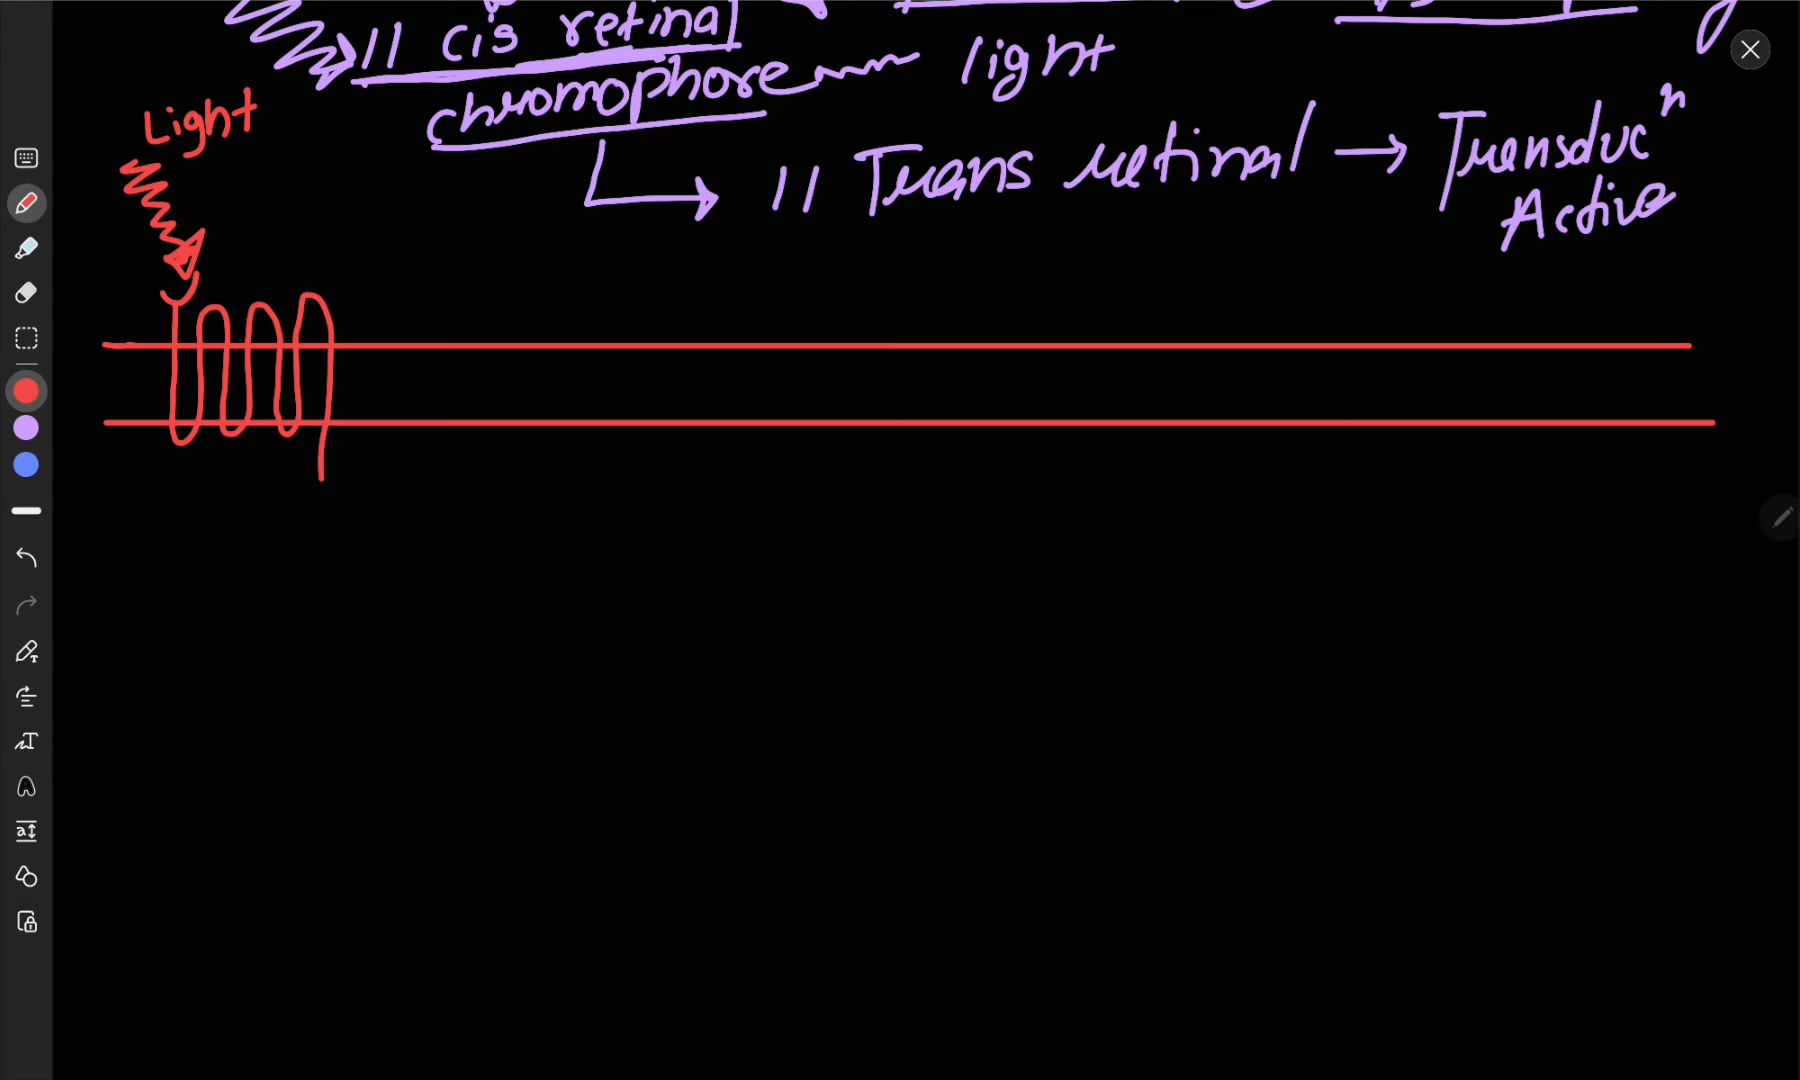 11 cis retinal
chromophore light
Light
11 Trans retinal → Transducⁿ
Active